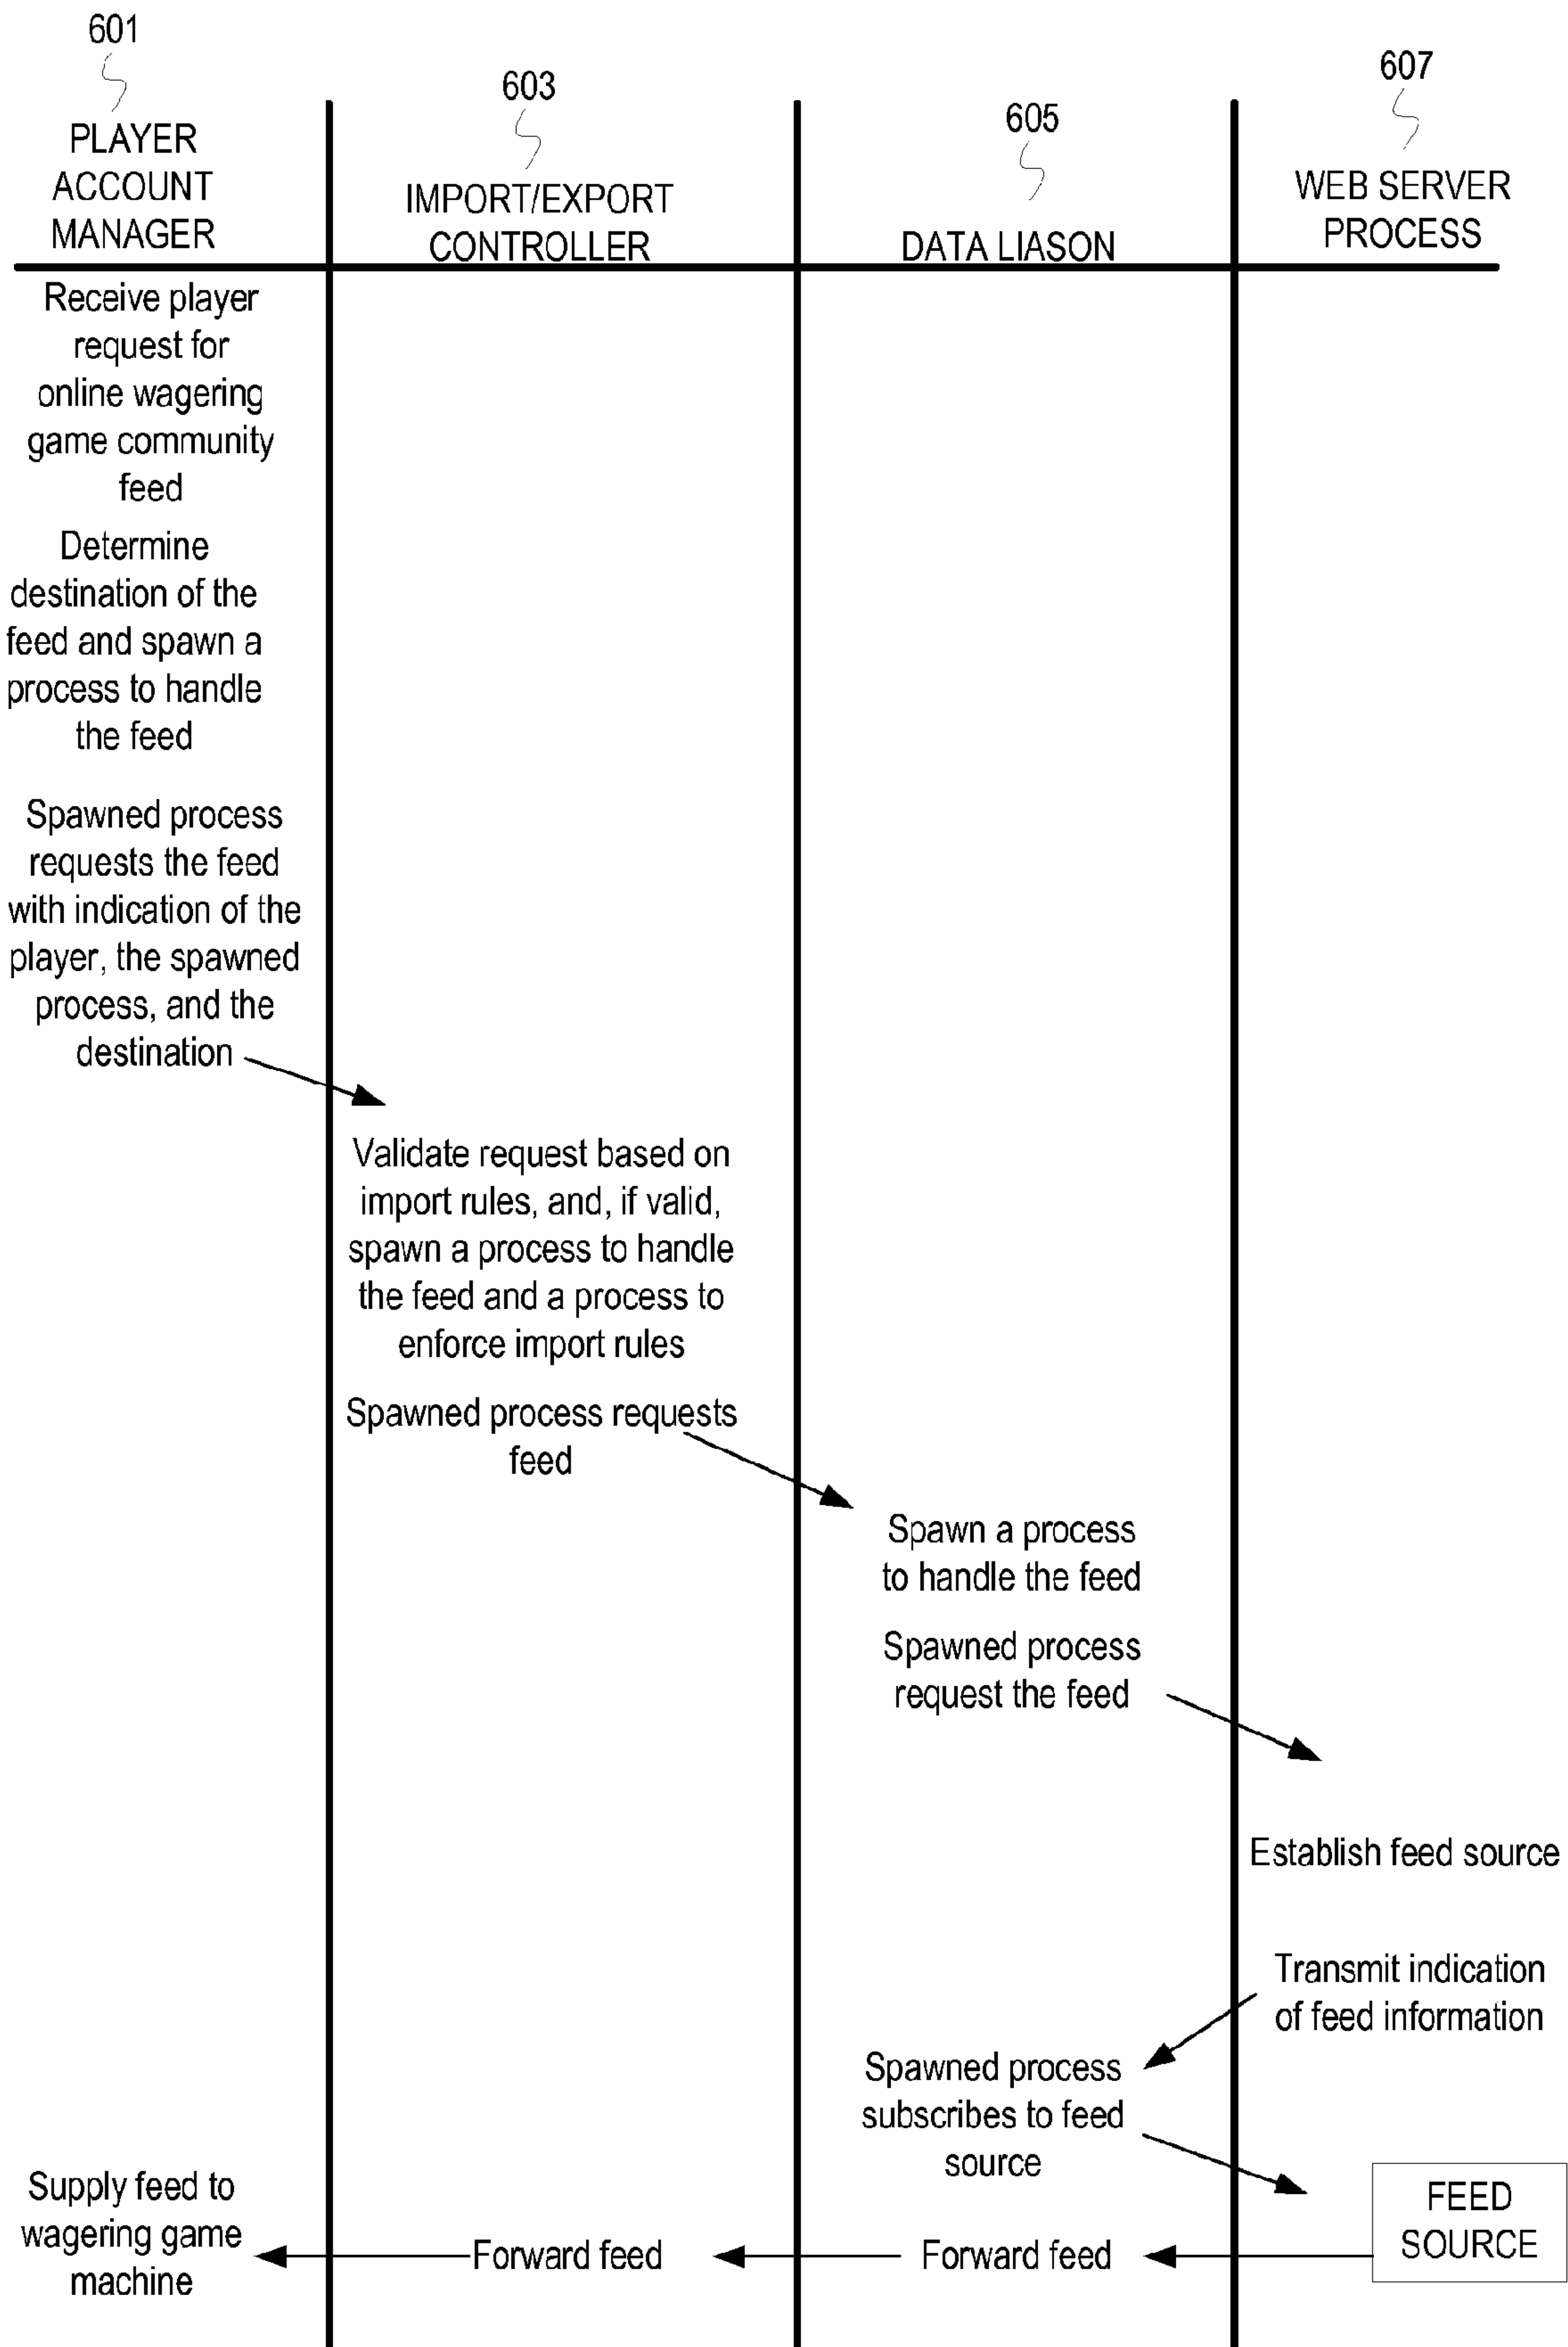 601
603
605
607
PLAYER
ACCOUNT
MANAGER
IMPORT/EXPORT
CONTROLLER
DATA LIASON
WEB SERVER
PROCESS
Receive player
request for
online wagering
game community
feed
Determine
destination of the
feed and spawn a
process to handle
the feed
Spawned process
requests the feed
with indication of the
player, the spawned
process, and the
destination
Validate request based on
import rules, and, if valid,
spawn a process to handle
the feed and a process to
enforce import rules
Spawned process requests
feed
Spawn a process
to handle the feed
Spawned process
request the feed
Establish feed source
Transmit indication
of feed information
Spawned process
subscribes to feed
source
FEED
SOURCE
Forward feed
Forward feed
Supply feed to
wagering game
machine